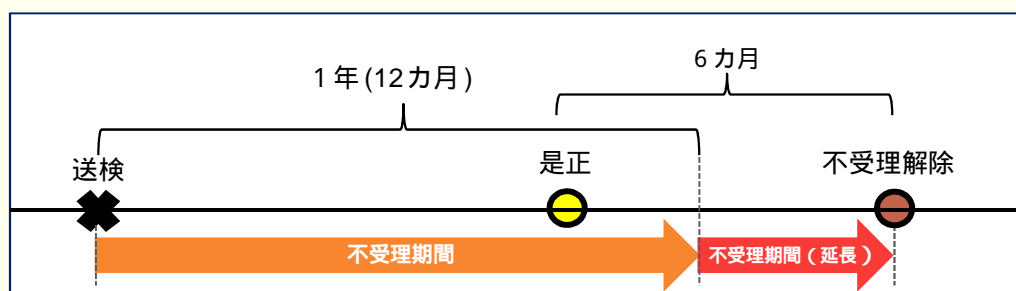 6カ月
1年(12カ月)
送検
是正
不受理解除
不受理期間
不受理期間(延長)